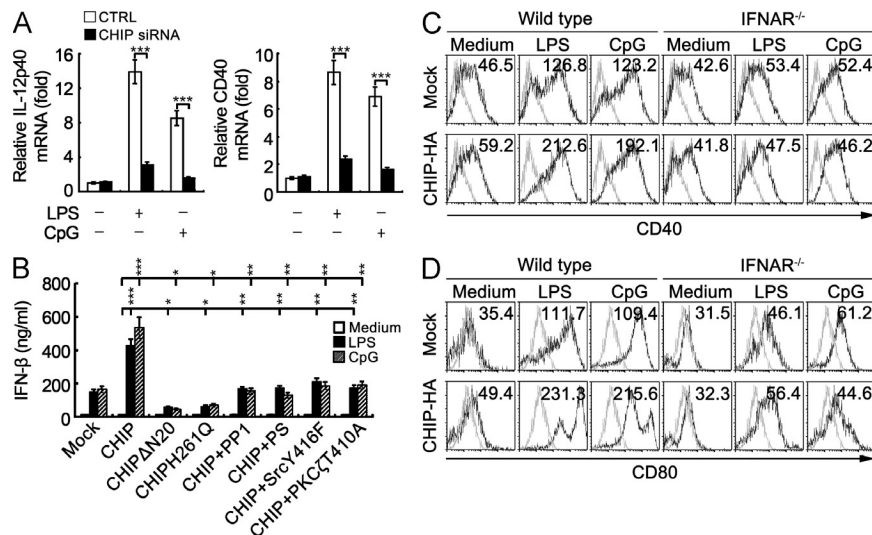 A
CTRL
CHIP siRNA
Relative IL-12p40
mRNA (fold)
16
12
8
4
0
***
***
Relative CD40
mRNA (fold)
10
8
6
4
2
0
***
***
LPS – – + + – – – – + + – –
CpG – – – – + + – – – – + +
B
IFN-β (ng/ml)
800
600
400
200
0
*** *** * * * * ** ** ** ** ** ** ** **
Medium
LPS
CpG
Mock
CHIP
CHIPΔN20
CHIPH261Q
CHIP+PP1
CHIP+PS
CHIP+SrcY416F
CHIP+PKCζT410A
C
Wild type IFNAR-/-
Medium LPS CpG Medium LPS CpG
Mock
46.5 126.8 123.2 42.6 53.4 52.4
CHIP-HA
59.2 212.6 192.1 41.8 47.5 46.2
CD40
D
Wild type IFNAR-/-
Medium LPS CpG Medium LPS CpG
Mock
35.4 111.7 109.4 31.5 46.1 61.2
CHIP-HA
49.4 231.3 215.6 32.3 56.4 44.6
CD80